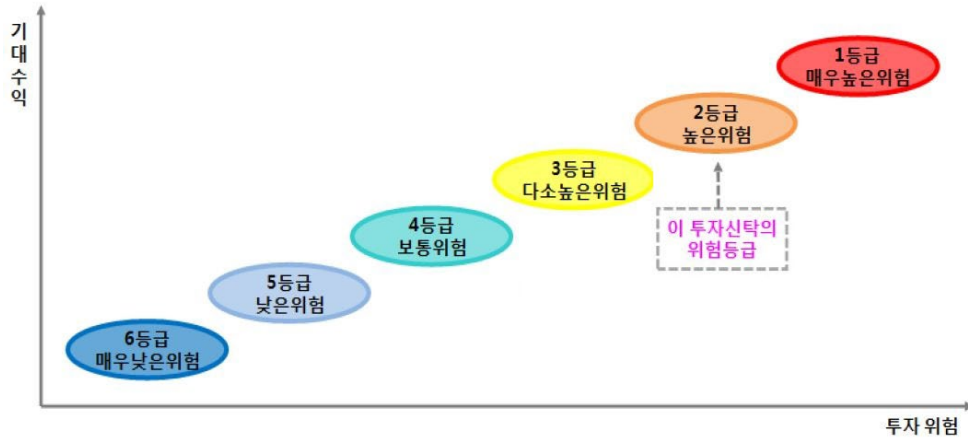 기대수익
1등급
매우높은위험
2등급
높은위험
3등급
다소높은위험
이 투자신탁의
위험등급
4등급
보통위험
5등급
낮은위험
6등급
매우낮은위험
투자 위험